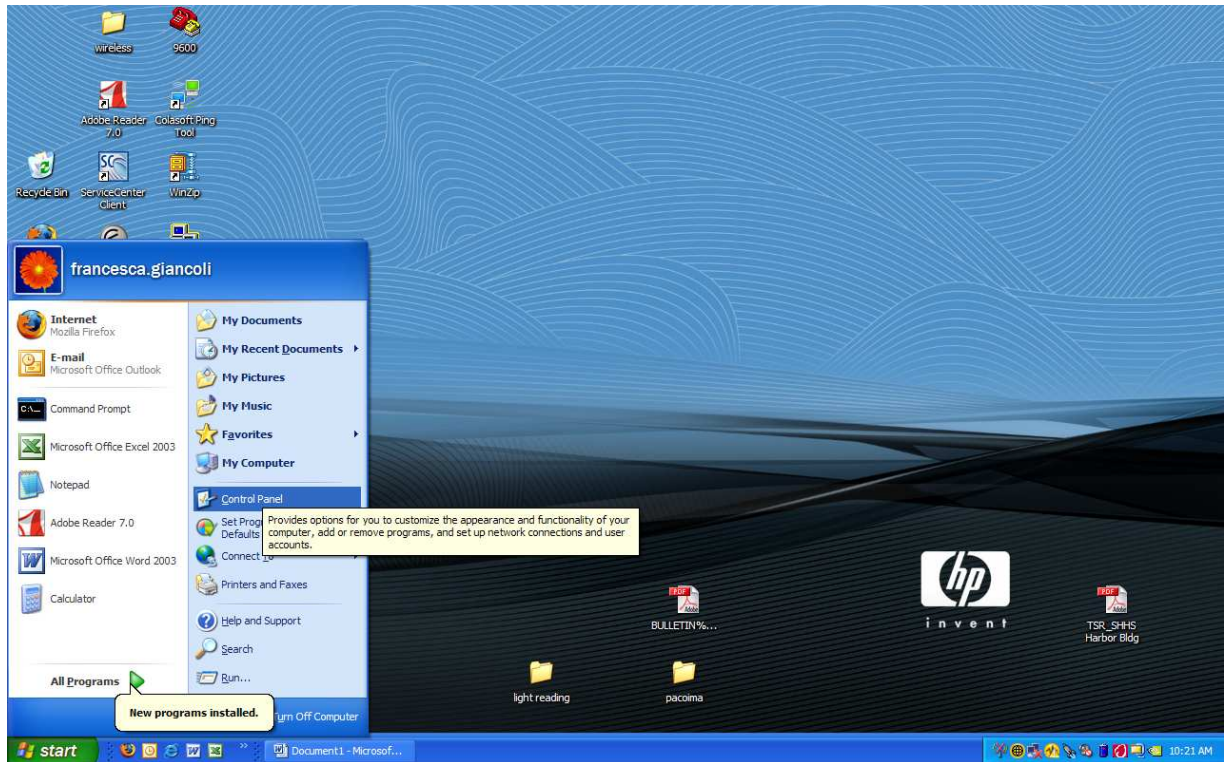 wireless
9600
Adobe Reader
7.0
Colasoft Ping
Tool
Recycle Bin
ServiceCenter
Client
WinZip
francesca.giancoli
Internet
Mozilla Firefox
E-mail
Microsoft Office Outlook
Command Prompt
Microsoft Office Excel 2003
Notepad
Adobe Reader 7.0
Microsoft Office Word 2003
Calculator
All Programs
New programs installed.
My Documents
My Recent Documents
My Pictures
My Music
Favorites
My Computer
Control Panel
Provides options for you to customize the appearance and functionality of your
computer, add or remove programs, and set up network connections and user
accounts.
Set Prog
Defaults
Connect To
Printers and Faxes
Help and Support
Search
Run...
Turn Off Computer
BULLETIN%...
hp
invent
TSR_SHHS
Harbor Bldg
light reading
pacoima
start
Document1 - Microsof...
10:21 AM